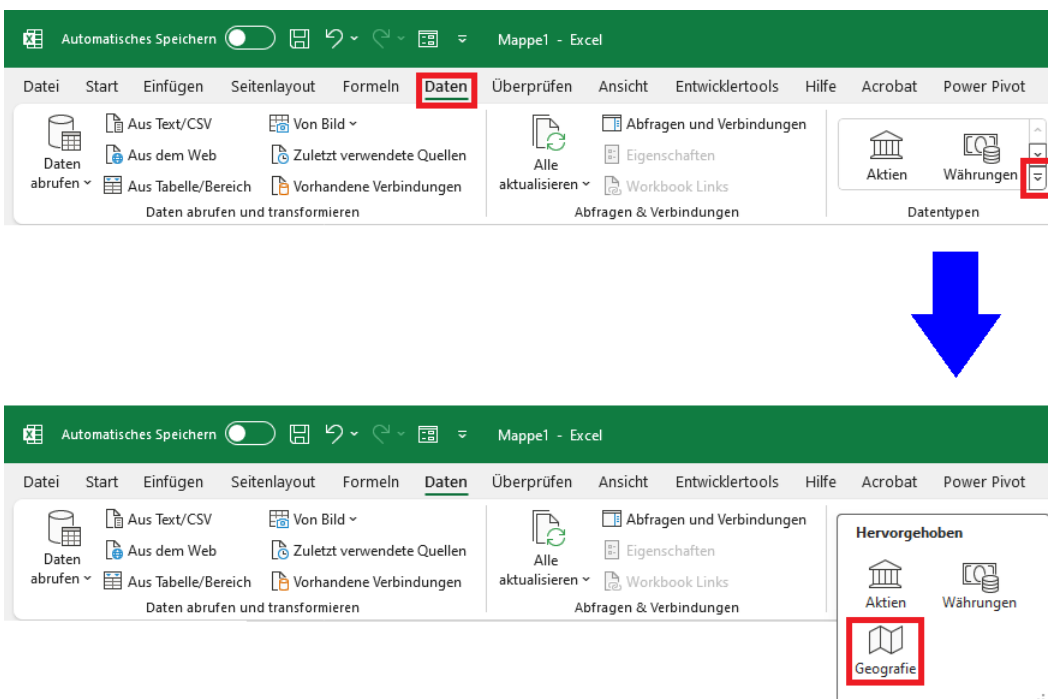 Automatisches Speichern Mappe1 - Excel
Datei Start Einfügen Seitenlayout Formeln Daten Überprüfen Ansicht Entwicklertools Hilfe Acrobat Power Pivot
Aus Text/CSV Von Bild Abfragen und Verbindungen
Daten abrufen Aus dem Web Zuletzt verwendete Quellen Alle aktualisieren Eigenschaften Aktien Währungen
Aus Tabelle/Bereich Vorhandene Verbindungen Workbook Links
Daten abrufen und transformieren Abfragen & Verbindungen Datentypen
Automatisches Speichern Mappe1 - Excel
Datei Start Einfügen Seitenlayout Formeln Daten Überprüfen Ansicht Entwicklertools Hilfe Acrobat Power Pivot
Aus Text/CSV Von Bild Abfragen und Verbindungen Hervorgehoben
Daten abrufen Aus dem Web Zuletzt verwendete Quellen Alle aktualisieren Eigenschaften
Aus Tabelle/Bereich Vorhandene Verbindungen Workbook Links Aktien Währungen
Daten abrufen und transformieren Abfragen & Verbindungen
Geografie